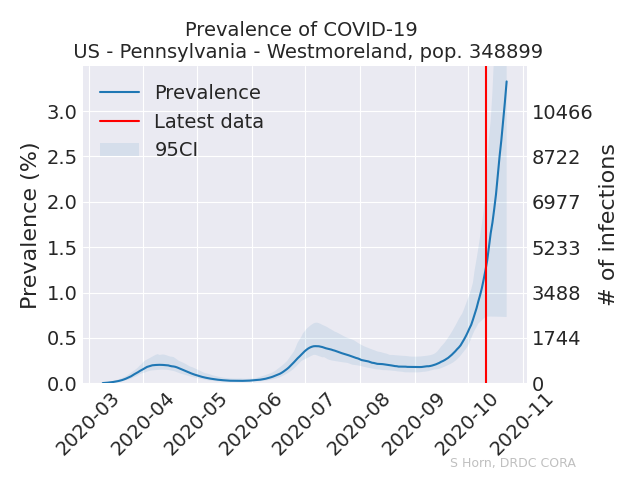 Prevalence of COVID-19
US - Pennsylvania - Westmoreland, pop. 348899
Prevalence
Latest data
95CI
Prevalence (%)
3.0
2.5
2.0
1.5
1.0
0.5
0.0
10466
8722
6977
5233
3488
1744
0
# of infections
2020-03
2020-04
2020-05
2020-06
2020-07
2020-08
2020-09
2020-10
2020-11
S Horn, DRDC CORA